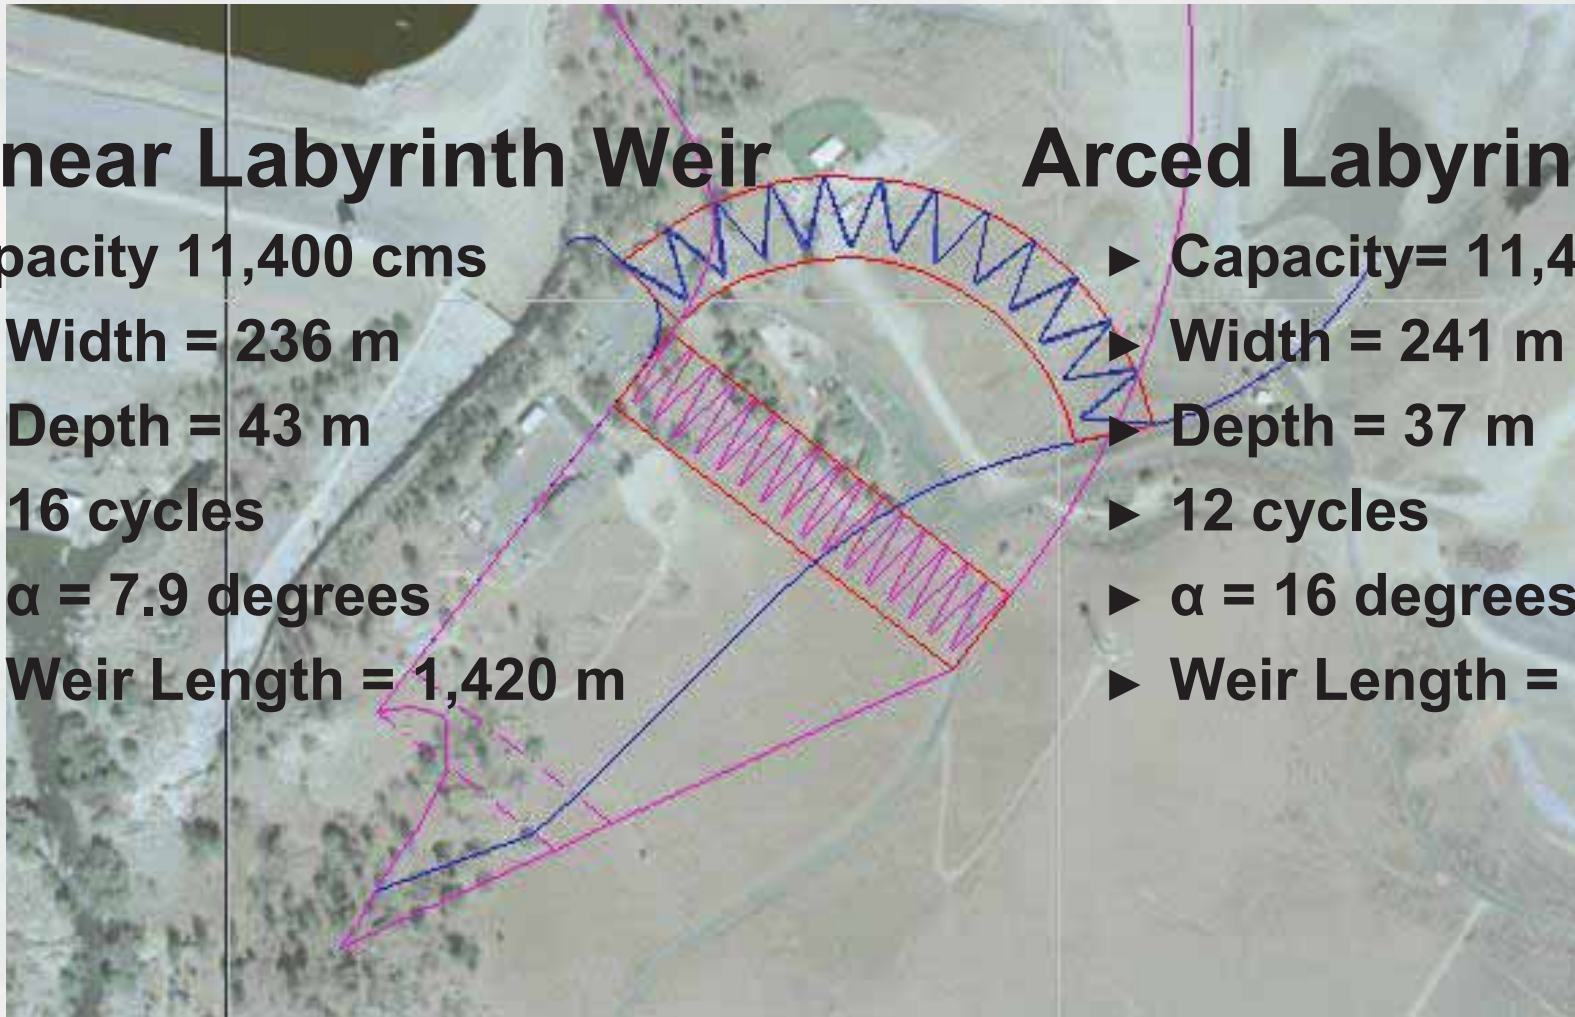 near Labyrinth Weir
pacity 11,400 cms
Width = 236 m
Depth = 43 m
16 cycles
α = 7.9 degrees
Weir Length = 1,420 m
Arced Labyrin
► Capacity= 11,4
► Width = 241 m
► Depth = 37 m
► 12 cycles
► α = 16 degrees
► Weir Length =